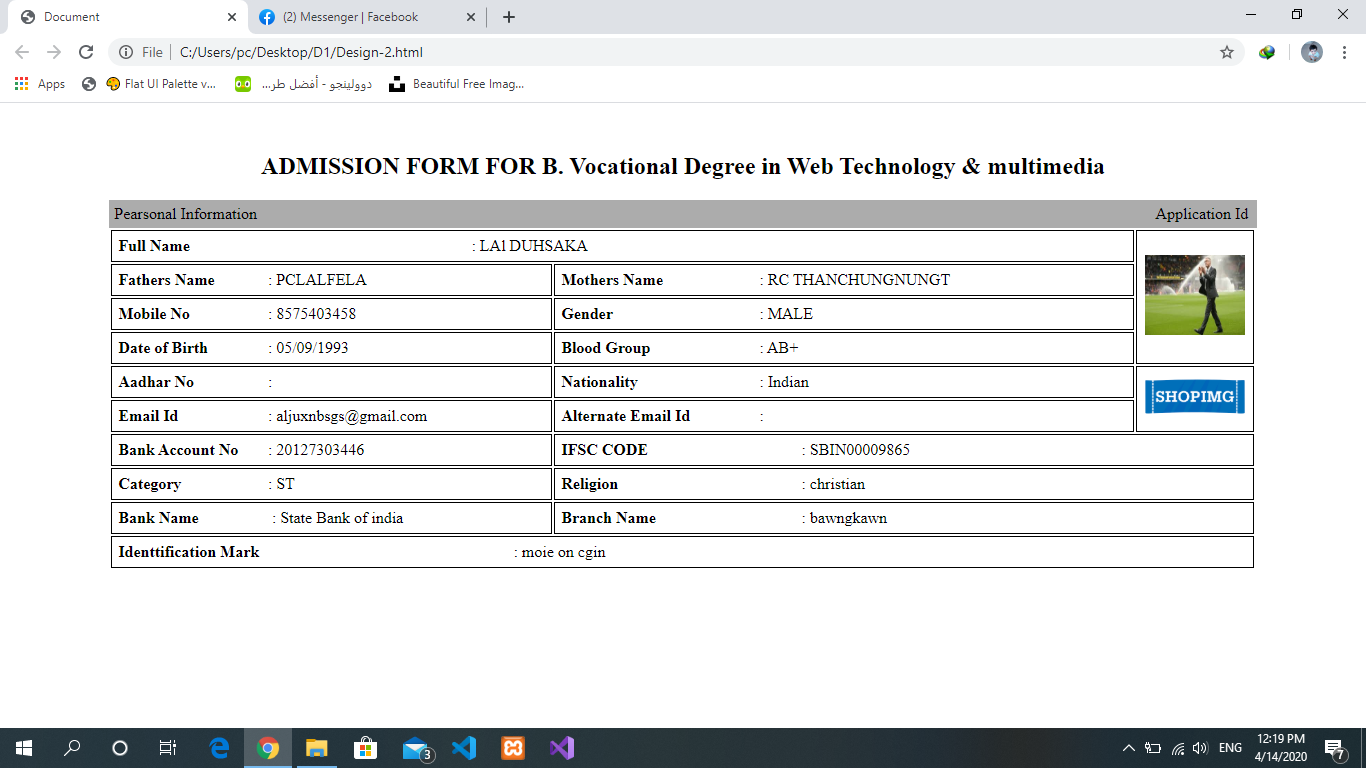 Document
(2) Messenger | Facebook
File | C:/Users/pc/Desktop/D1/Design-2.html
Apps
Flat UI Palette v...
دوولينجو - أفضل طر...
Beautiful Free Imag...
ADMISSION FORM FOR B. Vocational Degree in Web Technology & multimedia
Pearsonal Information Application Id
Full Name : LAl DUHSAKA
Fathers Name : PCLALFELA Mothers Name : RC THANCHUNGNUNGT
Mobile No : 8575403458 Gender : MALE
Date of Birth : 05/09/1993 Blood Group : AB+
Aadhar No : Nationality : Indian
SHOPIMG
Email Id : aljuxnbsgs@gmail.com Alternate Email Id :
Bank Account No : 20127303446 IFSC CODE : SBIN00009865
Category : ST Religion : christian
Bank Name : State Bank of india Branch Name : bawngkawn
Identtification Mark : moie on cgin
3
ENG
12:19 PM
4/14/2020
7